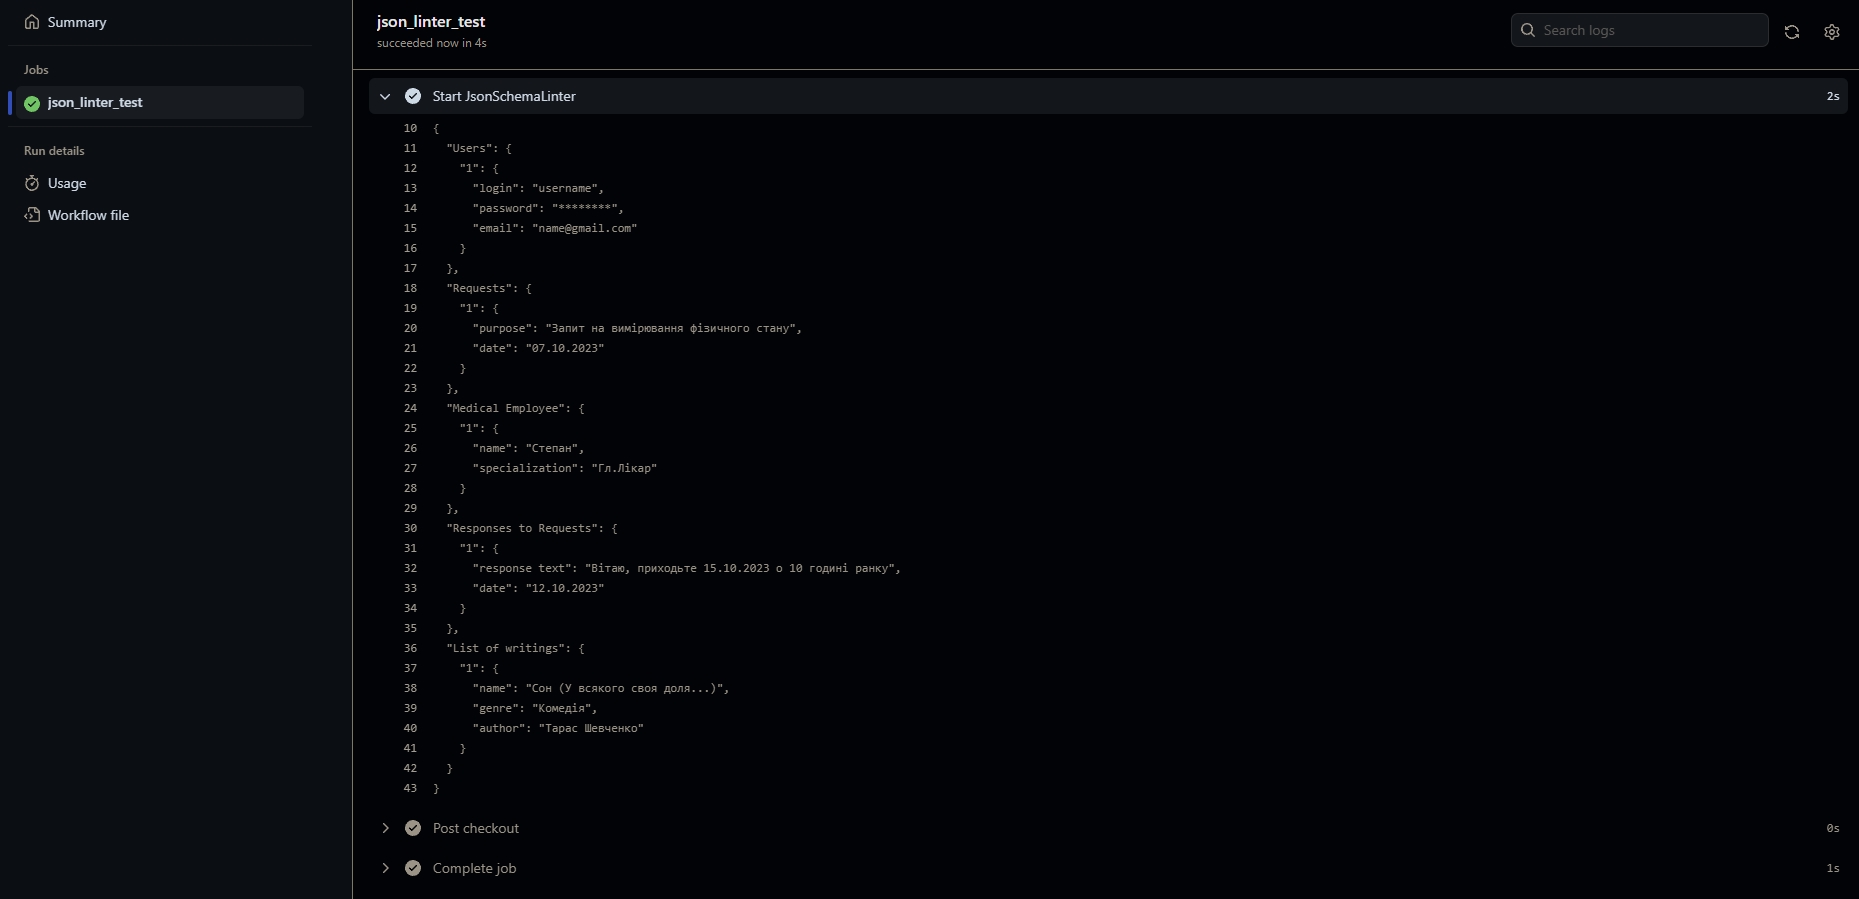 Summary
Jobs
json_linter_test
Run details
Usage
Workflow file
json_linter_test
succeeded now in 4s
Search logs
Start JsonSchemaLinter 2s
10 {
11 "Users": {
12 "1": {
13 "login": "username",
14 "password": "********",
15 "email": "name@gmail.com"
16 }
17 },
18 "Requests": {
19 "1": {
20 "purpose": "Запит на вимірювання фізичного стану",
21 "date": "07.10.2023"
22 }
23 },
24 "Medical Employee": {
25 "1": {
26 "name": "Степан",
27 "specialization": "Гл.Лікар"
28 }
29 },
30 "Responses to Requests": {
31 "1": {
32 "response text": "Вітаю, приходьте 15.10.2023 о 10 годині ранку",
33 "date": "12.10.2023"
34 }
35 },
36 "List of writings": {
37 "1": {
38 "name": "Сон (У всякого своя доля...)",
39 "genre": "Комедія",
40 "author": "Тарас Шевченко"
41 }
42 }
43 }
Post checkout 0s
Complete job 1s